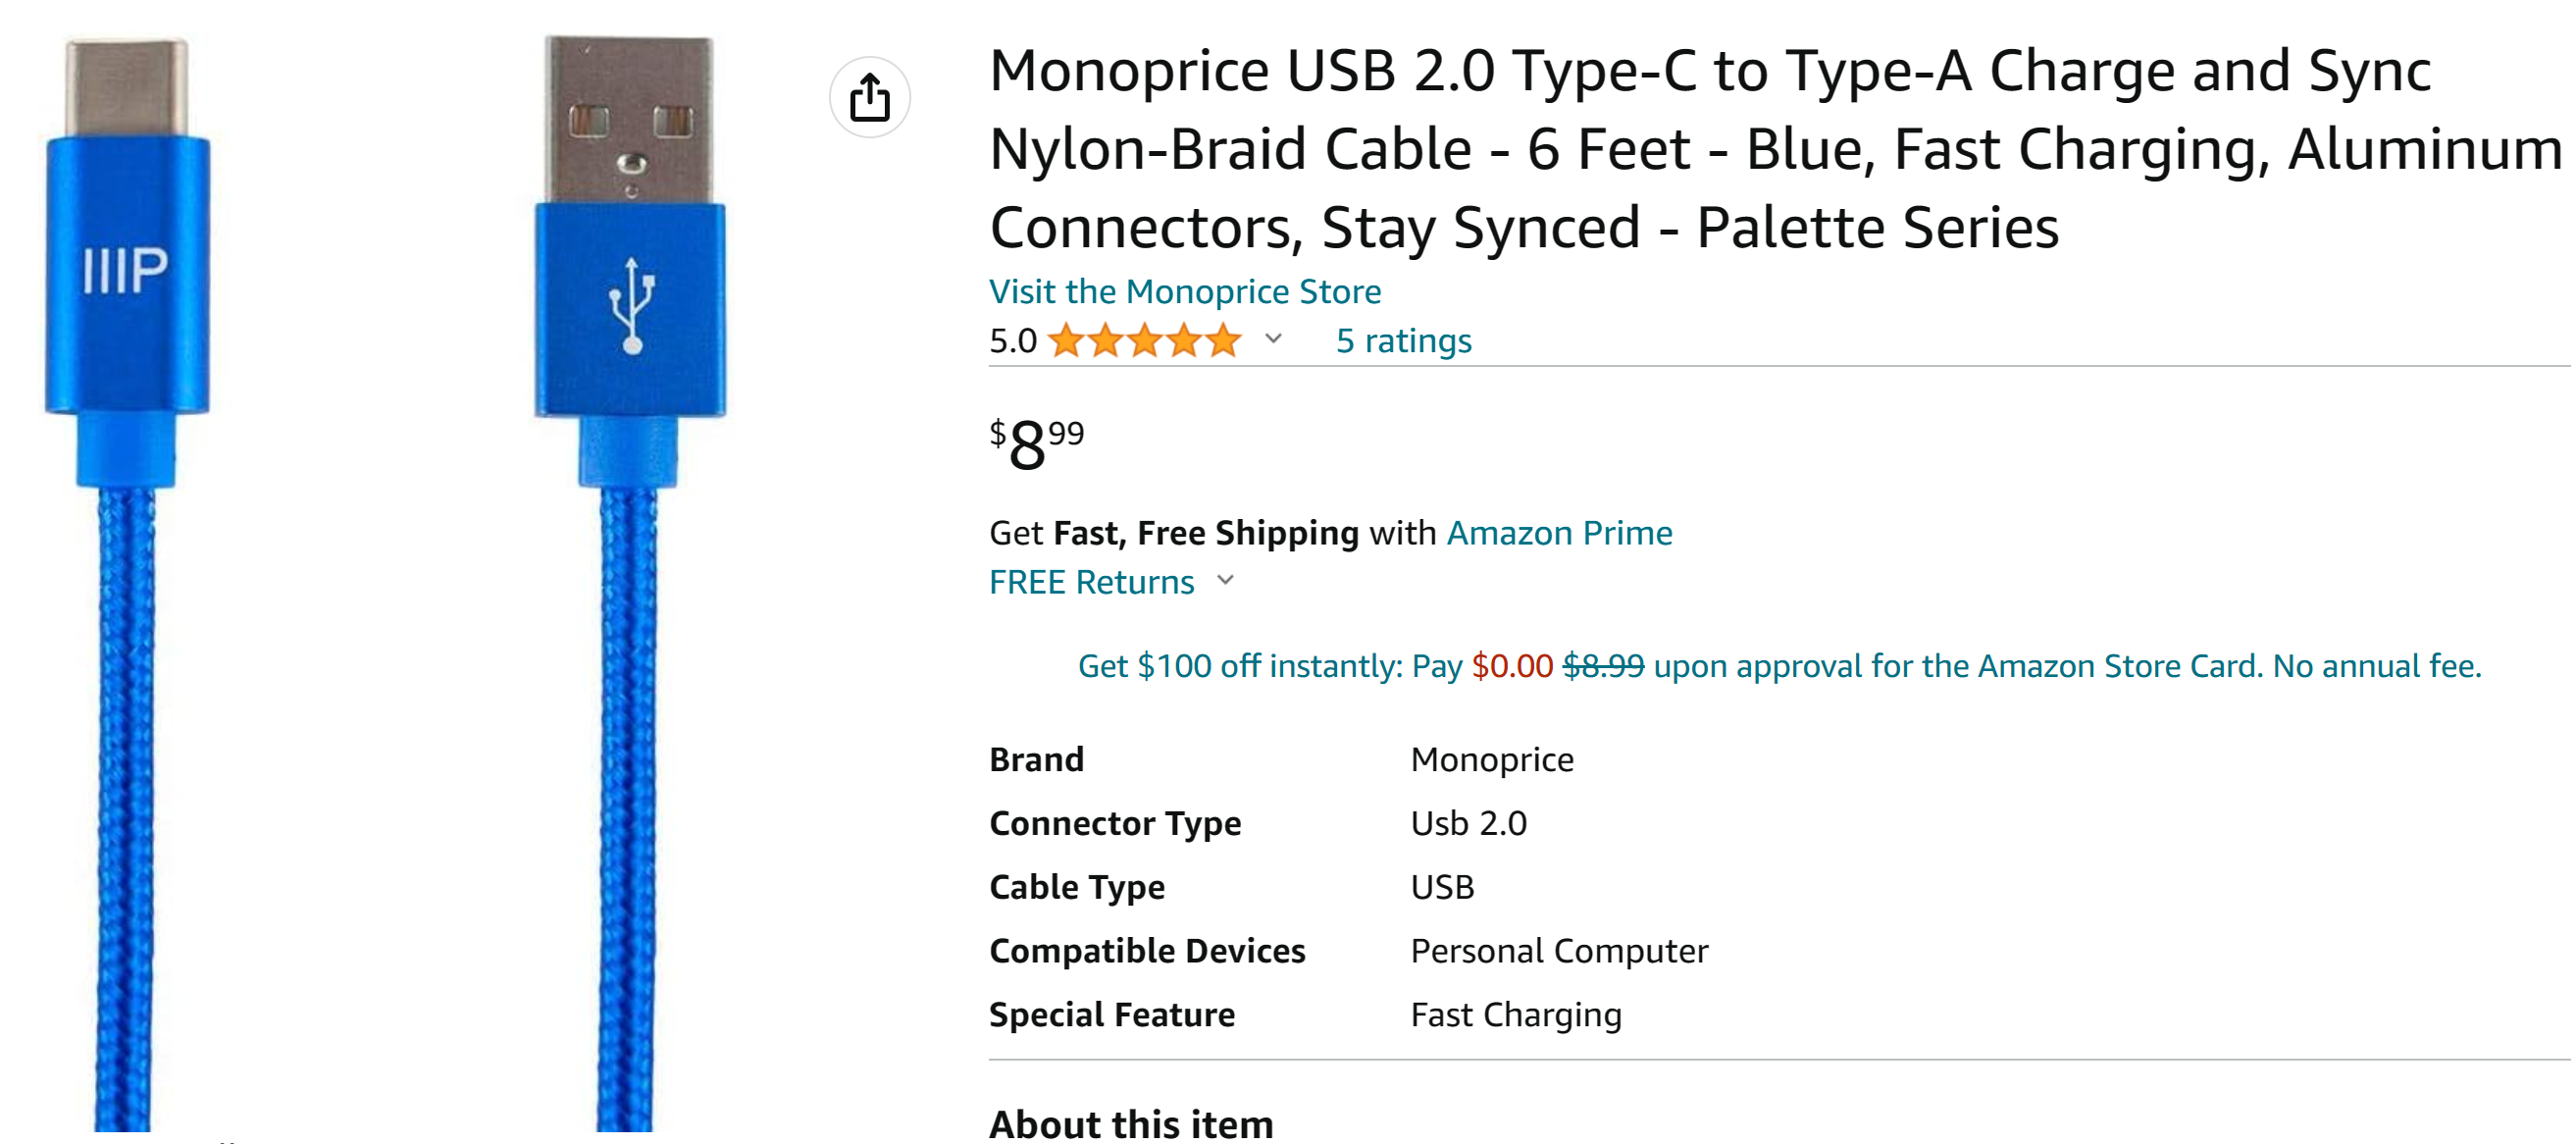 IIIP
Monoprice USB 2.0 Type-C to Type-A Charge and Sync
Nylon-Braid Cable - 6 Feet - Blue, Fast Charging, Aluminum
Connectors, Stay Synced - Palette Series
Visit the Monoprice Store
5.0 5 ratings
$8.99
Get Fast, Free Shipping with Amazon Prime
FREE Returns
Get $100 off instantly: Pay $0.00 $8.99 upon approval for the Amazon Store Card. No annual fee.
Brand Monoprice
Connector Type Usb 2.0
Cable Type USB
Compatible Devices Personal Computer
Special Feature Fast Charging
About this item